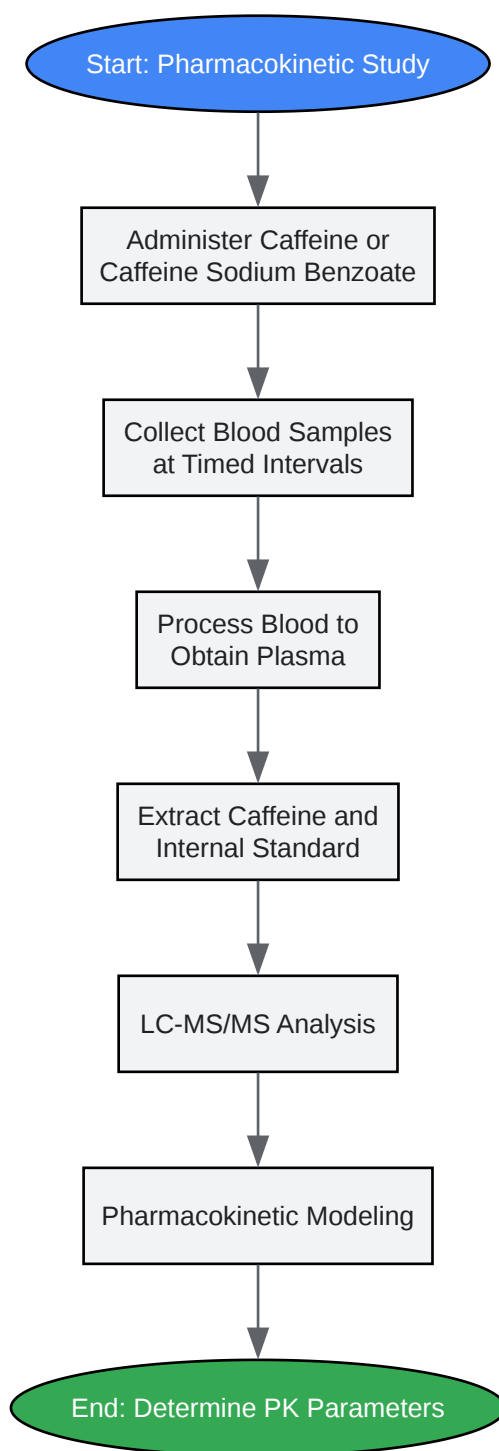 Start: Pharmacokinetic Study
Administer Caffeine or
Caffeine Sodium Benzoate
Collect Blood Samples
at Timed Intervals
Process Blood to
Obtain Plasma
Extract Caffeine and
Internal Standard
LC-MS/MS Analysis
Pharmacokinetic Modeling
End: Determine PK Parameters